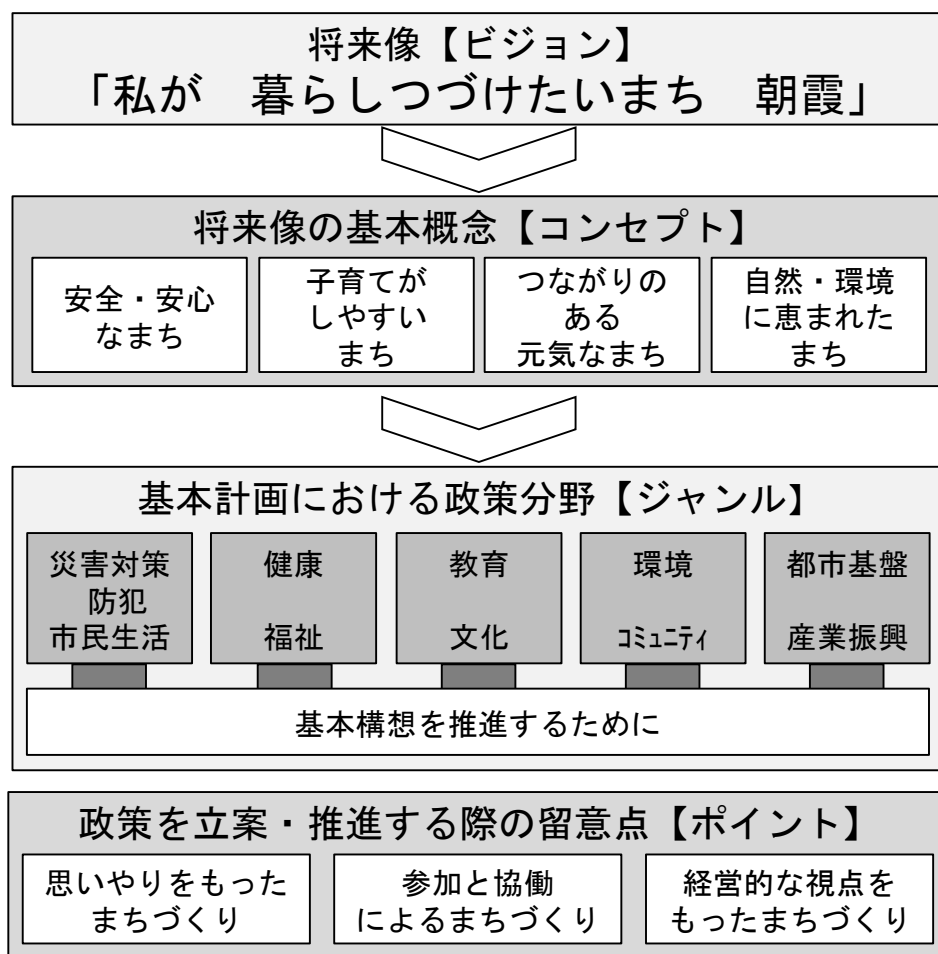 将来像【ビジョン】
「私が　暮らしつづけたいまち　朝霞」
将来像の基本概念【コンセプト】
安全・安心
なまち
子育てが
しやすい
まち
つながりの
ある
元気なまち
自然・環境
に恵まれた
まち
基本計画における政策分野【ジャンル】
災害対策
防犯
市民生活
健康
福祉
教育
文化
環境
ｺﾐｭﾆﾃｨ
都市基盤
産業振興
基本構想を推進するために
政策を立案・推進する際の留意点【ポイント】
思いやりをもった
まちづくり
参加と協働
によるまちづくり
経営的な視点を
もったまちづくり